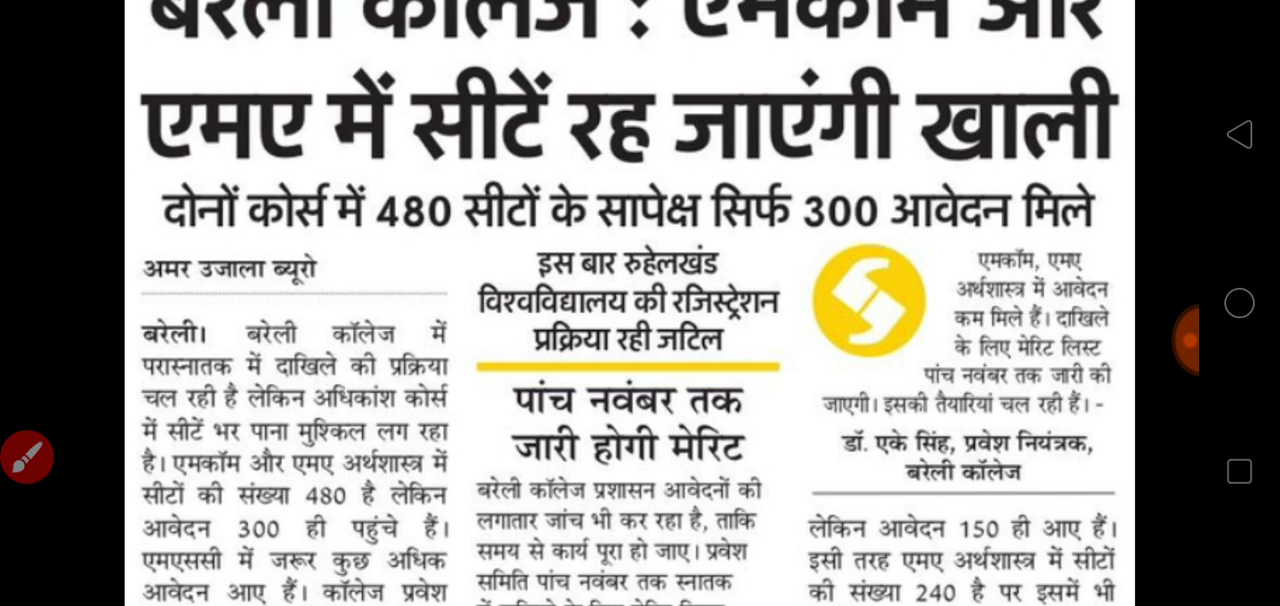 बरेली कॉलेज : एमकॉम और
एमए में सीटें रह जाएंगी खाली
दोनों कोर्स में 480 सीटों के सापेक्ष सिर्फ 300 आवेदन मिले
अमर उजाला ब्यूरो
बरेली। बरेली कॉलेज में
परास्नातक में दाखिले की प्रक्रिया
चल रही है लेकिन अधिकांश कोर्स
में सीटें भर पाना मुश्किल लग रहा
है। एमकॉम और एमए अर्थशास्त्र में
सीटों की संख्या 480 है लेकिन
आवेदन 300 ही पहुंचे हैं।
एमएससी में जरूर कुछ अधिक
आवेदन आए हैं। कॉलेज प्रवेश
इस बार रुहेलखंड
विश्वविद्यालय की रजिस्ट्रेशन
प्रक्रिया रही जटिल
पांच नवंबर तक
जारी होगी मेरिट
बरेली कॉलेज प्रशासन आवेदनों की
लगातार जांच भी कर रहा है, ताकि
समय से कार्य पूरा हो जाए। प्रवेश
समिति पांच नवंबर तक स्नातक
एमकॉम, एमए
अर्थशास्त्र में आवेदन
कम मिले हैं। दाखिले
के लिए मेरिट लिस्ट
पांच नवंबर तक जारी की
जाएगी। इसकी तैयारियां चल रही हैं। -
डॉ. एके सिंह, प्रवेश नियंत्रक,
बरेली कॉलेज
लेकिन आवेदन 150 ही आए हैं।
इसी तरह एमए अर्थशास्त्र में सीटों
की संख्या 240 है पर इसमें भी